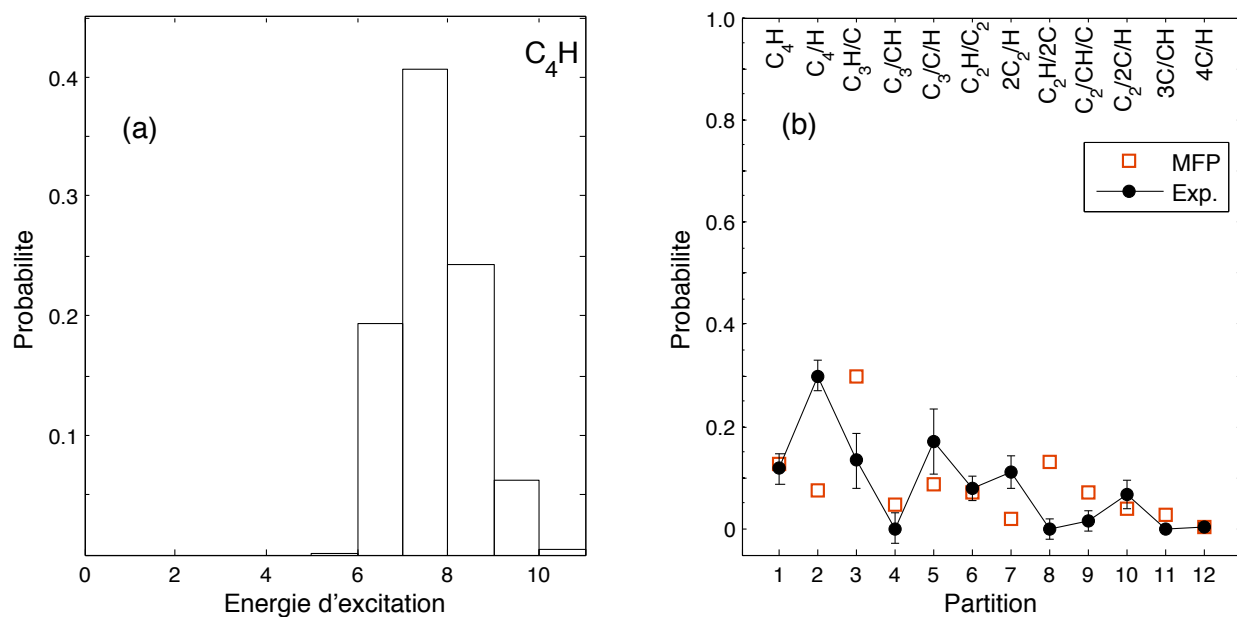 C4H
(a)
Probabilite
0.4
0.3
0.2
0.1
0
2
4
6
8
10
Energie d'excitation
C4H
C4/H
C3H/C
C3/CH
C3/C/H
C2H/C2
2C2/H
C2H/2C
C2/CH/C
C2/2C/H
3C/CH
4C/H
(b)
MFP
Exp.
Probabilite
1.0
0.8
0.6
0.4
0.2
0
1 2 3 4 5 6 7 8 9 10 11 12
Partition